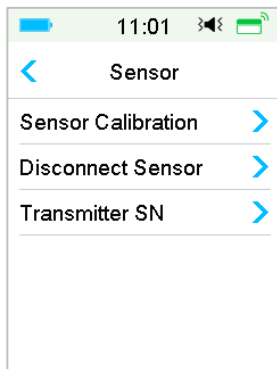 11:01
Sensor
Sensor Calibration
Disconnect Sensor
Transmitter SN